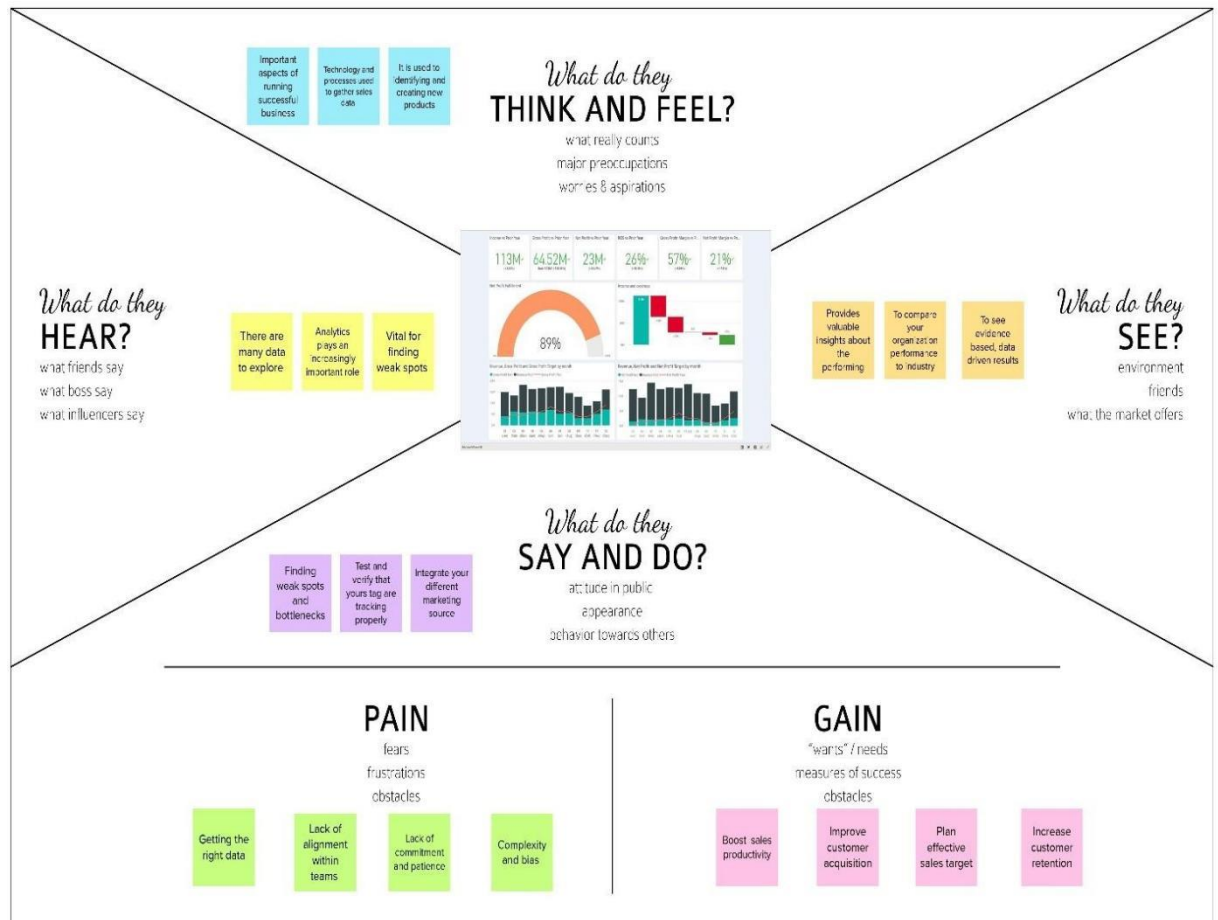 Important
aspects of
running
successful
business
Technology and
processes used
to gather sales
data
It is used to
identifying and
creating new
products
What do they
THINK AND FEEL?
what really counts
major preoccupations
worries & aspirations
What do they
HEAR?
what friends say
what boss say
what influencers say
There are
many data
to explore
Analytics
plays an
increasingly
important role
Vital for
finding
weak spots
113M
64.52M
23M
26%
57%
21%
89%
Provides
valuable
insights about
the
performing
To compare
your
organization
performance
to industry
To see
evidence
based, data
driven results
What do they
SEE?
environment
friends
what the market offers
What do they
SAY AND DO?
attitude in public
appearance
behavior towards others
Finding
weak spots
and
bottlenecks
Test and
verify that
yours tag are
tracking
properly
Integrate your
different
marketing
source
PAIN
fears
frustrations
obstacles
Getting the
right data
Lack of
alignment
within
teams
Lack of
commitment
and patience
Complexity
and bias
GAIN
"wants" / needs
measures of success
obstacles
Boost sales
productivity
Improve
customer
acquisition
Plan
effective
sales target
Increase
customer
retention